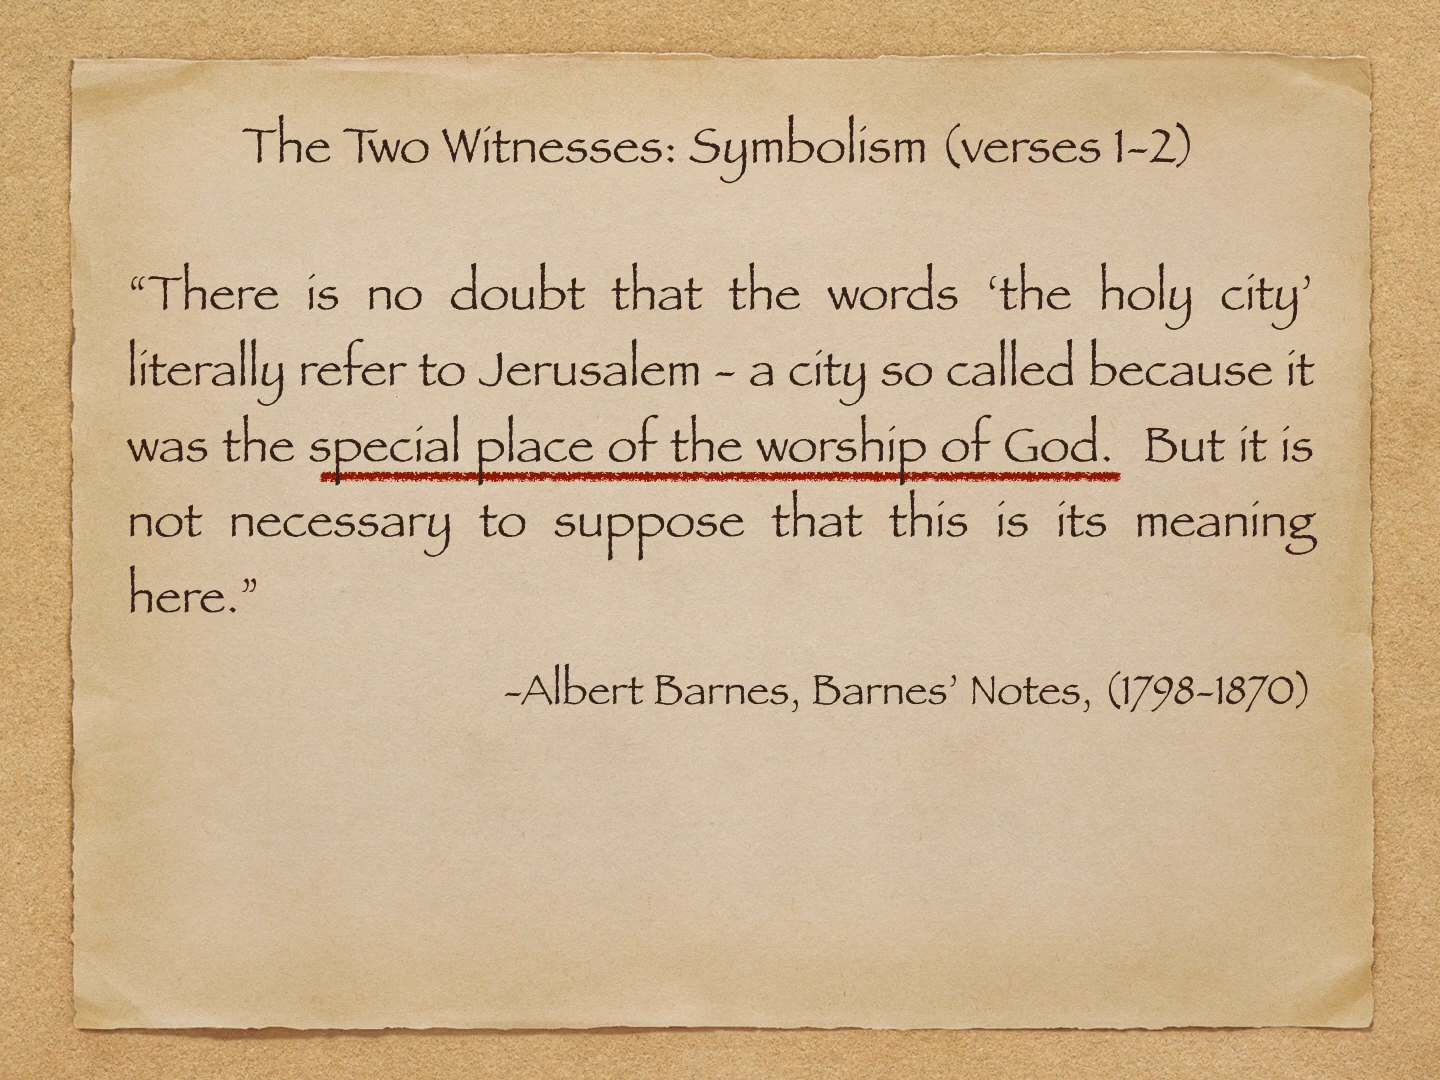 The Two Witnesses: Symbolism (verses 1-2)
“There is no doubt that the words ‘the holy city’
literally refer to Jerusalem - a city so called because it
was the special place of the worship of God.  But it is
not necessary to suppose that this is its meaning
here.”
-Albert Barnes, Barnes’ Notes, (1798-1870)